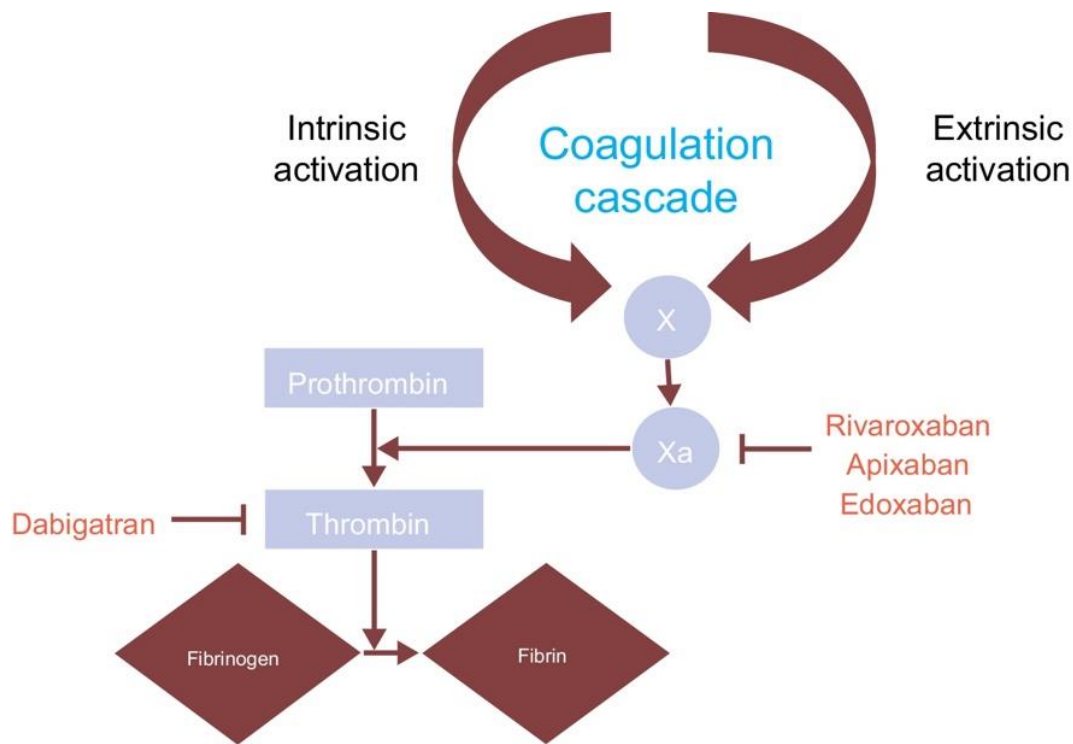 Intrinsic
activation
Coagulation
cascade
Extrinsic
activation
X
Prothrombin
Xa
Rivaroxaban
Apixaban
Edoxaban
Dabigatran
Thrombin
Fibrinogen
Fibrin